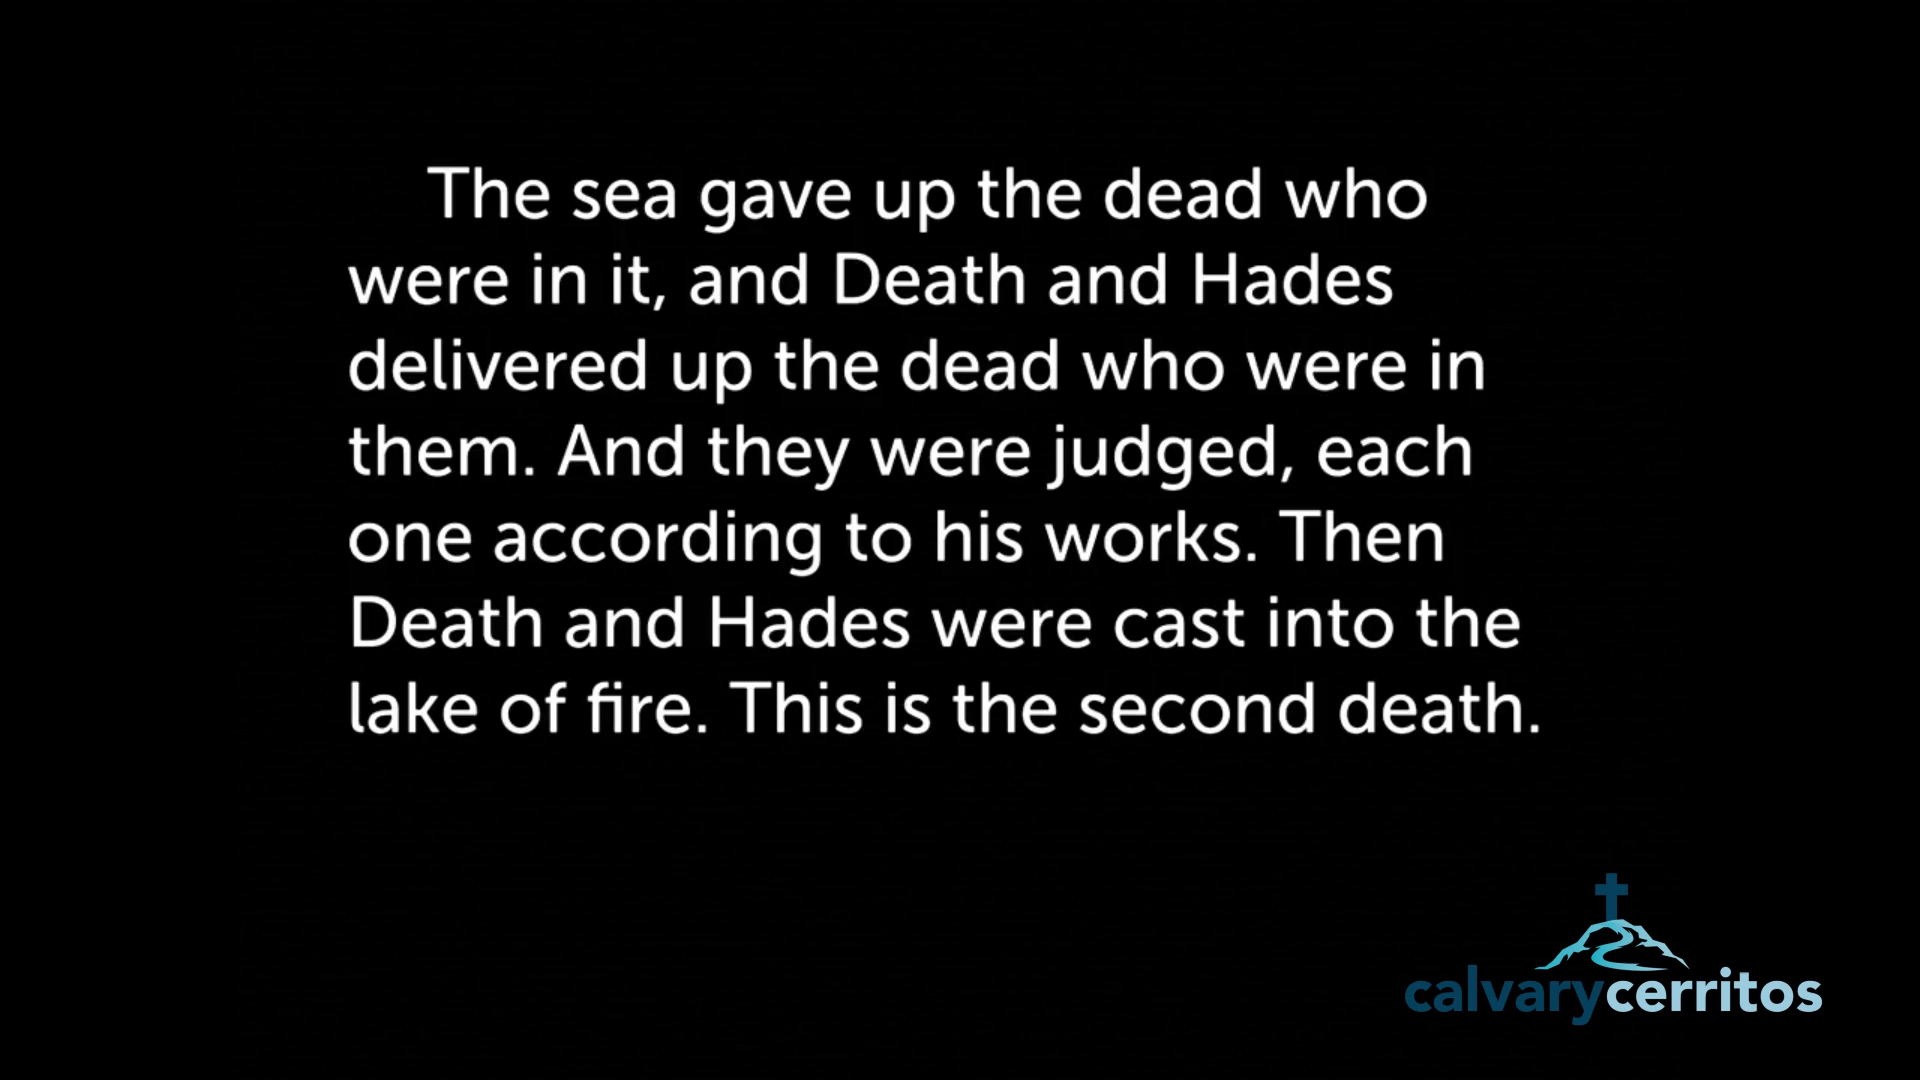 The sea gave up the dead who
were in it, and Death and Hades
delivered up the dead who were in
them. And they were judged, each
one according to his works. Then
Death and Hades were cast into the
lake of fire. This is the second death.
calvarycerritos